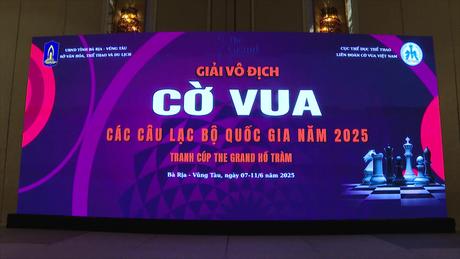 UBND TỈNH BÀ RỊA - VŨNG TÀU
SỞ VĂN HÓA, THỂ THAO VÀ DU LỊCH
CỤC THỂ DỤC THỂ THAO
LIÊN ĐOÀN CỜ VUA VIỆT NAM
GIẢI VÔ ĐỊCH
CỜ VUA
CÁC CÂU LẠC BỘ QUỐC GIA NĂM 2025
TRANH CÚP THE GRAND HỒ TRÀM
Bà Rịa - Vũng Tàu, ngày 07-11/6 năm 2025